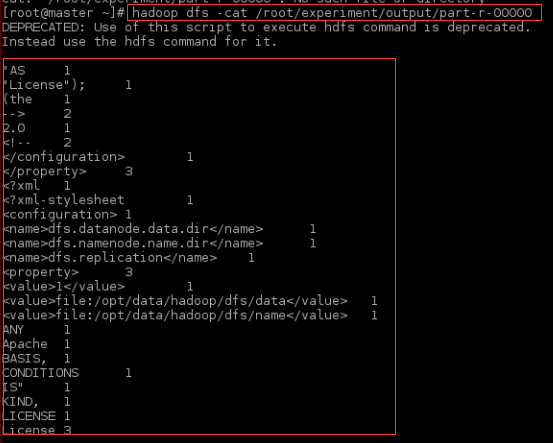 [root@master ~]# hadoop dfs -cat /root/experiment/output/part-r-00000
DEPRECATED: Use of this script to execute hdfs command is deprecated.
Instead use the hdfs command for it.
"AS 1
"License"); 1
(the 1
--> 2
2.0 1
<!-- 2
</configuration> 1
</property> 3
<?xml 1
<?xml-stylesheet 1
<configuration> 1
<name>dfs.datanode.data.dir</name> 1
<name>dfs.namenode.name.dir</name> 1
<name>dfs.replication</name> 1
<property> 3
<value>1</value> 1
<value>file:/opt/data/hadoop/dfs/data</value> 1
<value>file:/opt/data/hadoop/dfs/name</value> 1
ANY 1
Apache 1
BASIS, 1
CONDITIONS 1
IS" 1
KIND, 1
LICENSE 1
License 3